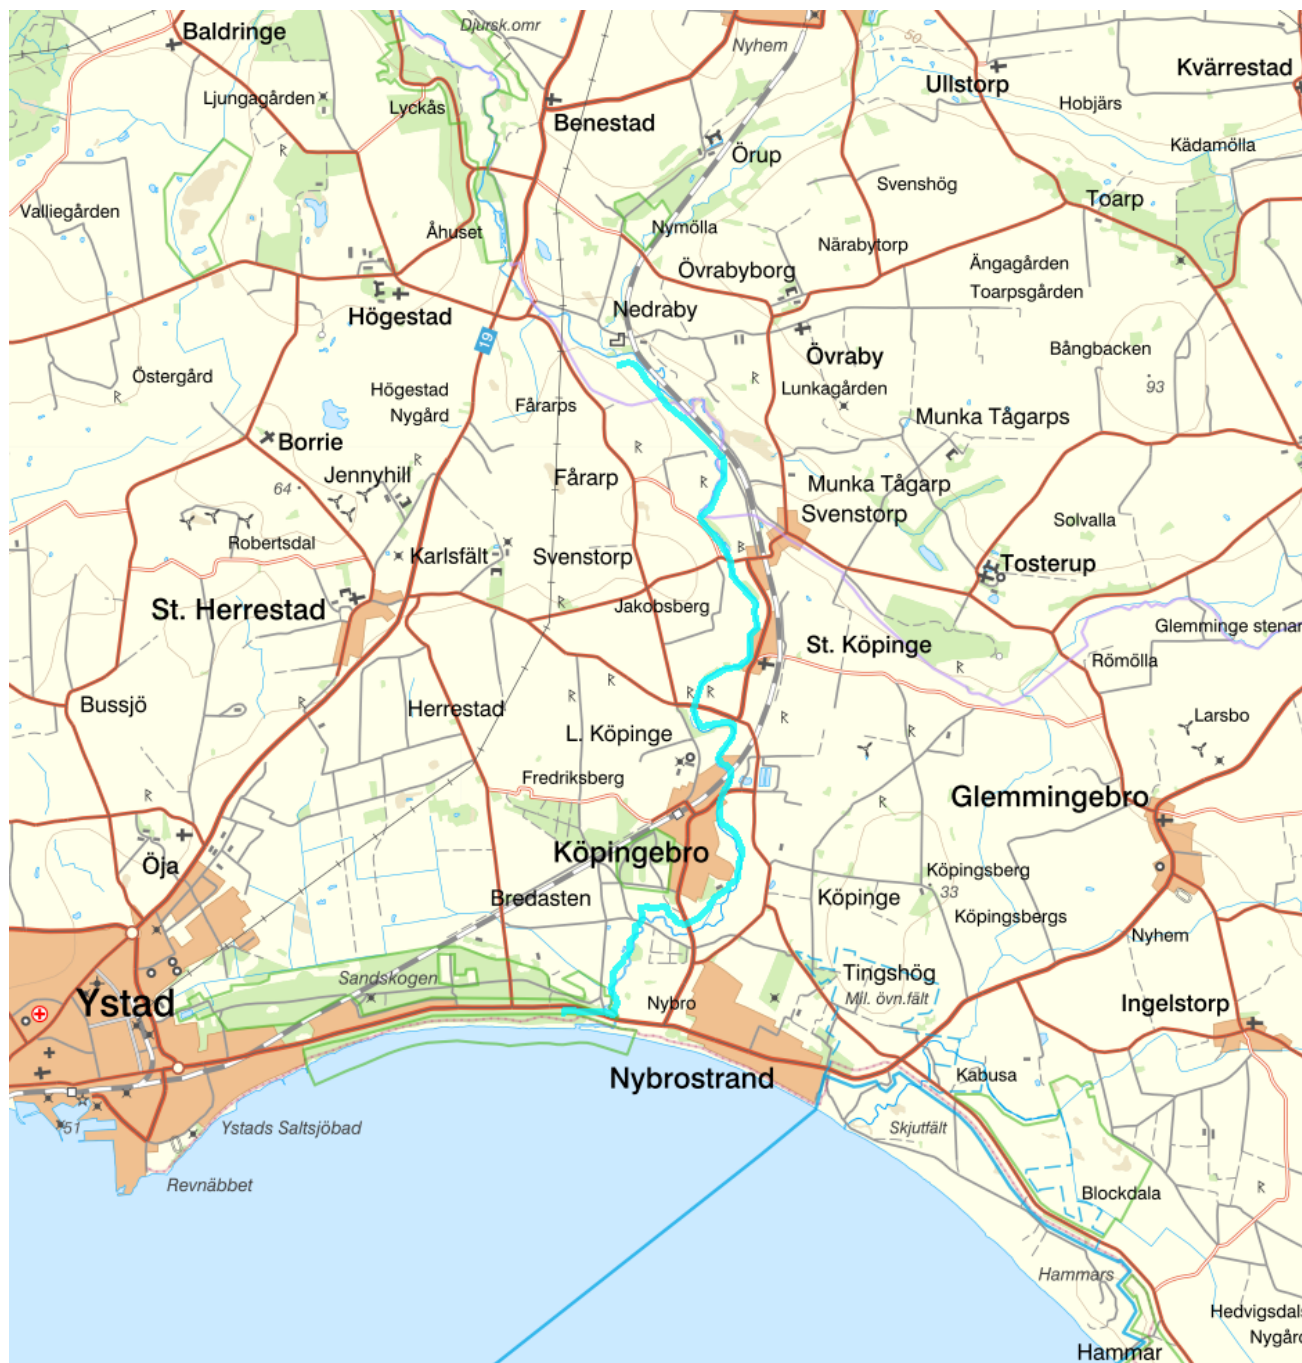 Djursk.omr
Baldringe
Nyhem
50
Kvärrestad
Ullstorp
Ljungagården
Lyckås
Hobjärs
Benestad
Kädamölla
Örup
Svenshög
Toarp
Valliegården
Nymölla
Åhuset
Närabytorp
Övrabyborg
Ängagården
Toarpsgården
Nedraby
Högestad
19
Övraby
Bångbacken
Östergård
Högestad
Nygård
Lunkagården
93
Fårarps
Munka Tågarps
Borrie
Jennyhill
Fårarp
64
Munka Tågarp
Svenstorp
Solvalla
Robertsdal
Karlsfält
Svenstorp
Tosterup
St. Herrestad
Jakobsberg
Glemminge stenar
St. Köpinge
Römölla
Bussjö
Herrestad
Larsbo
L. Köpinge
Fredriksberg
Glemmingebro
Öja
Köpingebro
Köpingsberg
33
Bredasten
Köpinge
Köpingsbergs
Nyhem
Sandskogen
Tingshög
Ystad
Nybro
Mil. övn.fält
Ingelstorp
Nybrostrand
Kabusa
51
Ystads Saltsjöbad
Skjutfält
Revnäbbet
Blockdala
Hammars
Hedvigsdals
Nygård
Hammar